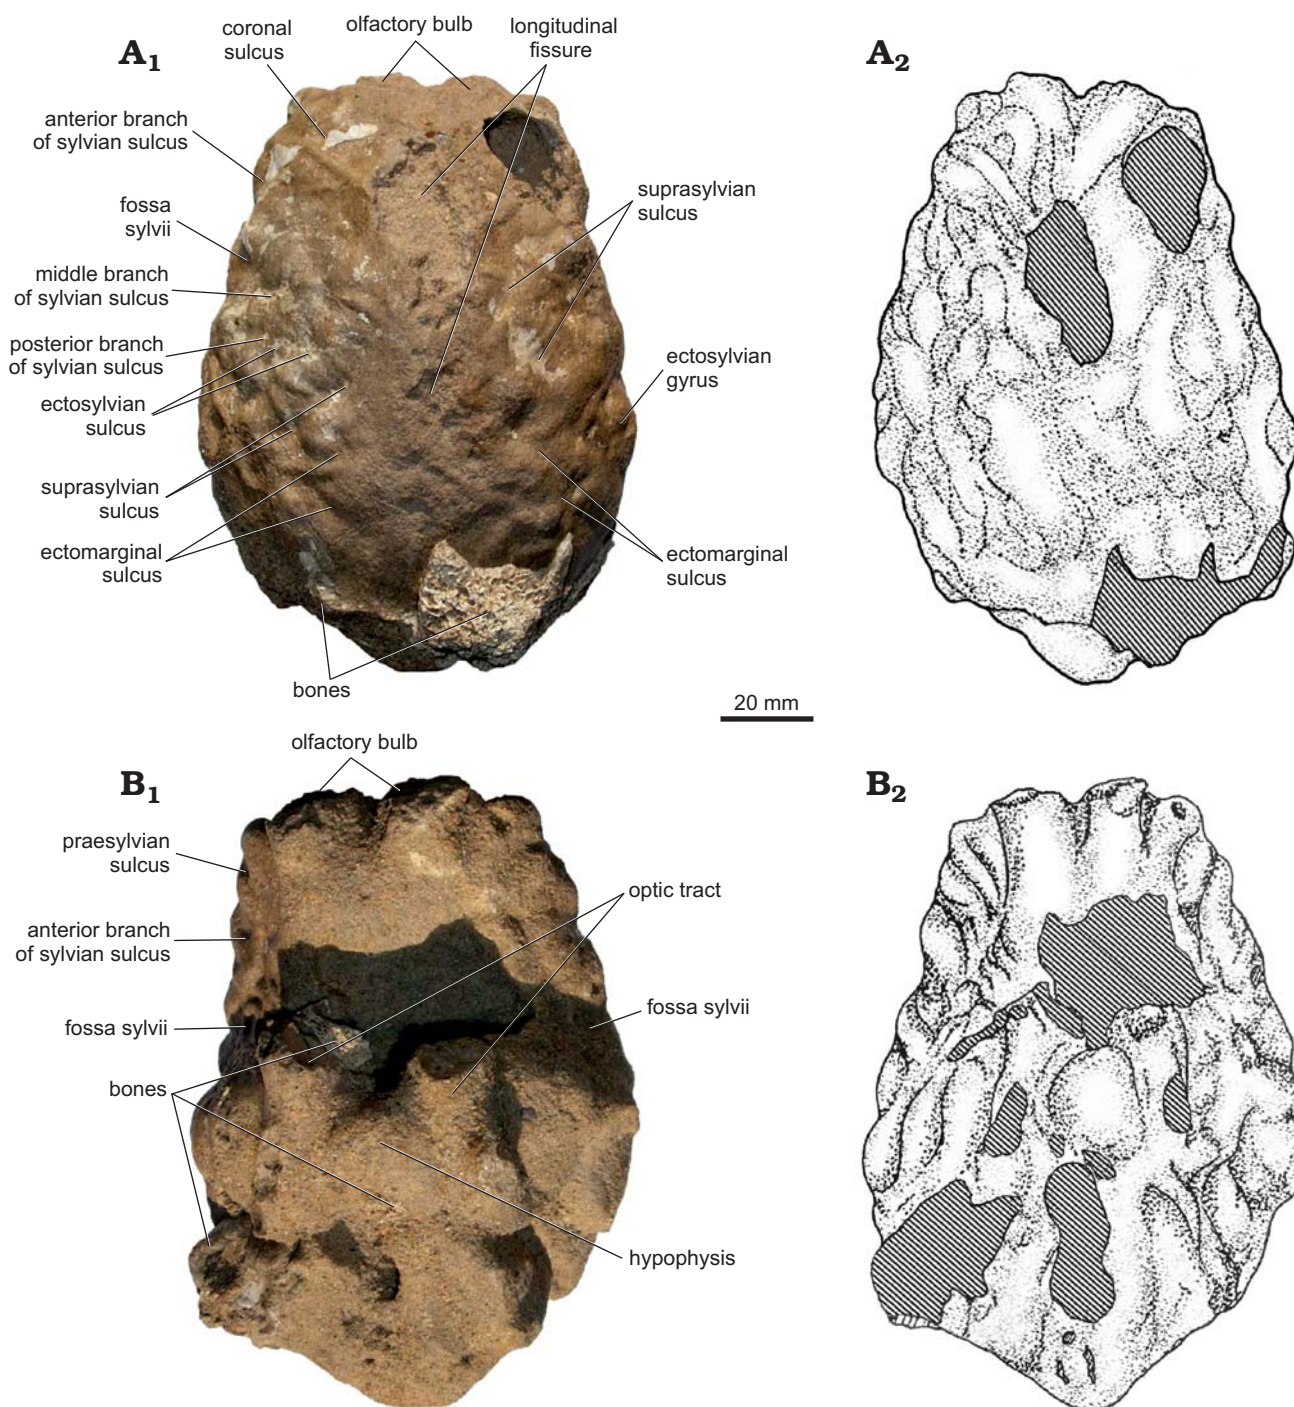 A1
coronal
sulcus
olfactory bulb
longitudinal
fissure
anterior branch
of sylvian sulcus
fossa
sylvii
middle branch
of sylvian sulcus
posterior branch
of sylvian sulcus
ectosylvian
sulcus
suprasylvian
sulcus
ectomarginal
sulcus
bones
suprasylvian
sulcus
ectosylvian
gyrus
ectomarginal
sulcus
A2
20 mm
B1
olfactory bulb
praesylvian
sulcus
anterior branch
of sylvian sulcus
fossa sylvii
bones
optic tract
fossa sylvii
hypophysis
B2